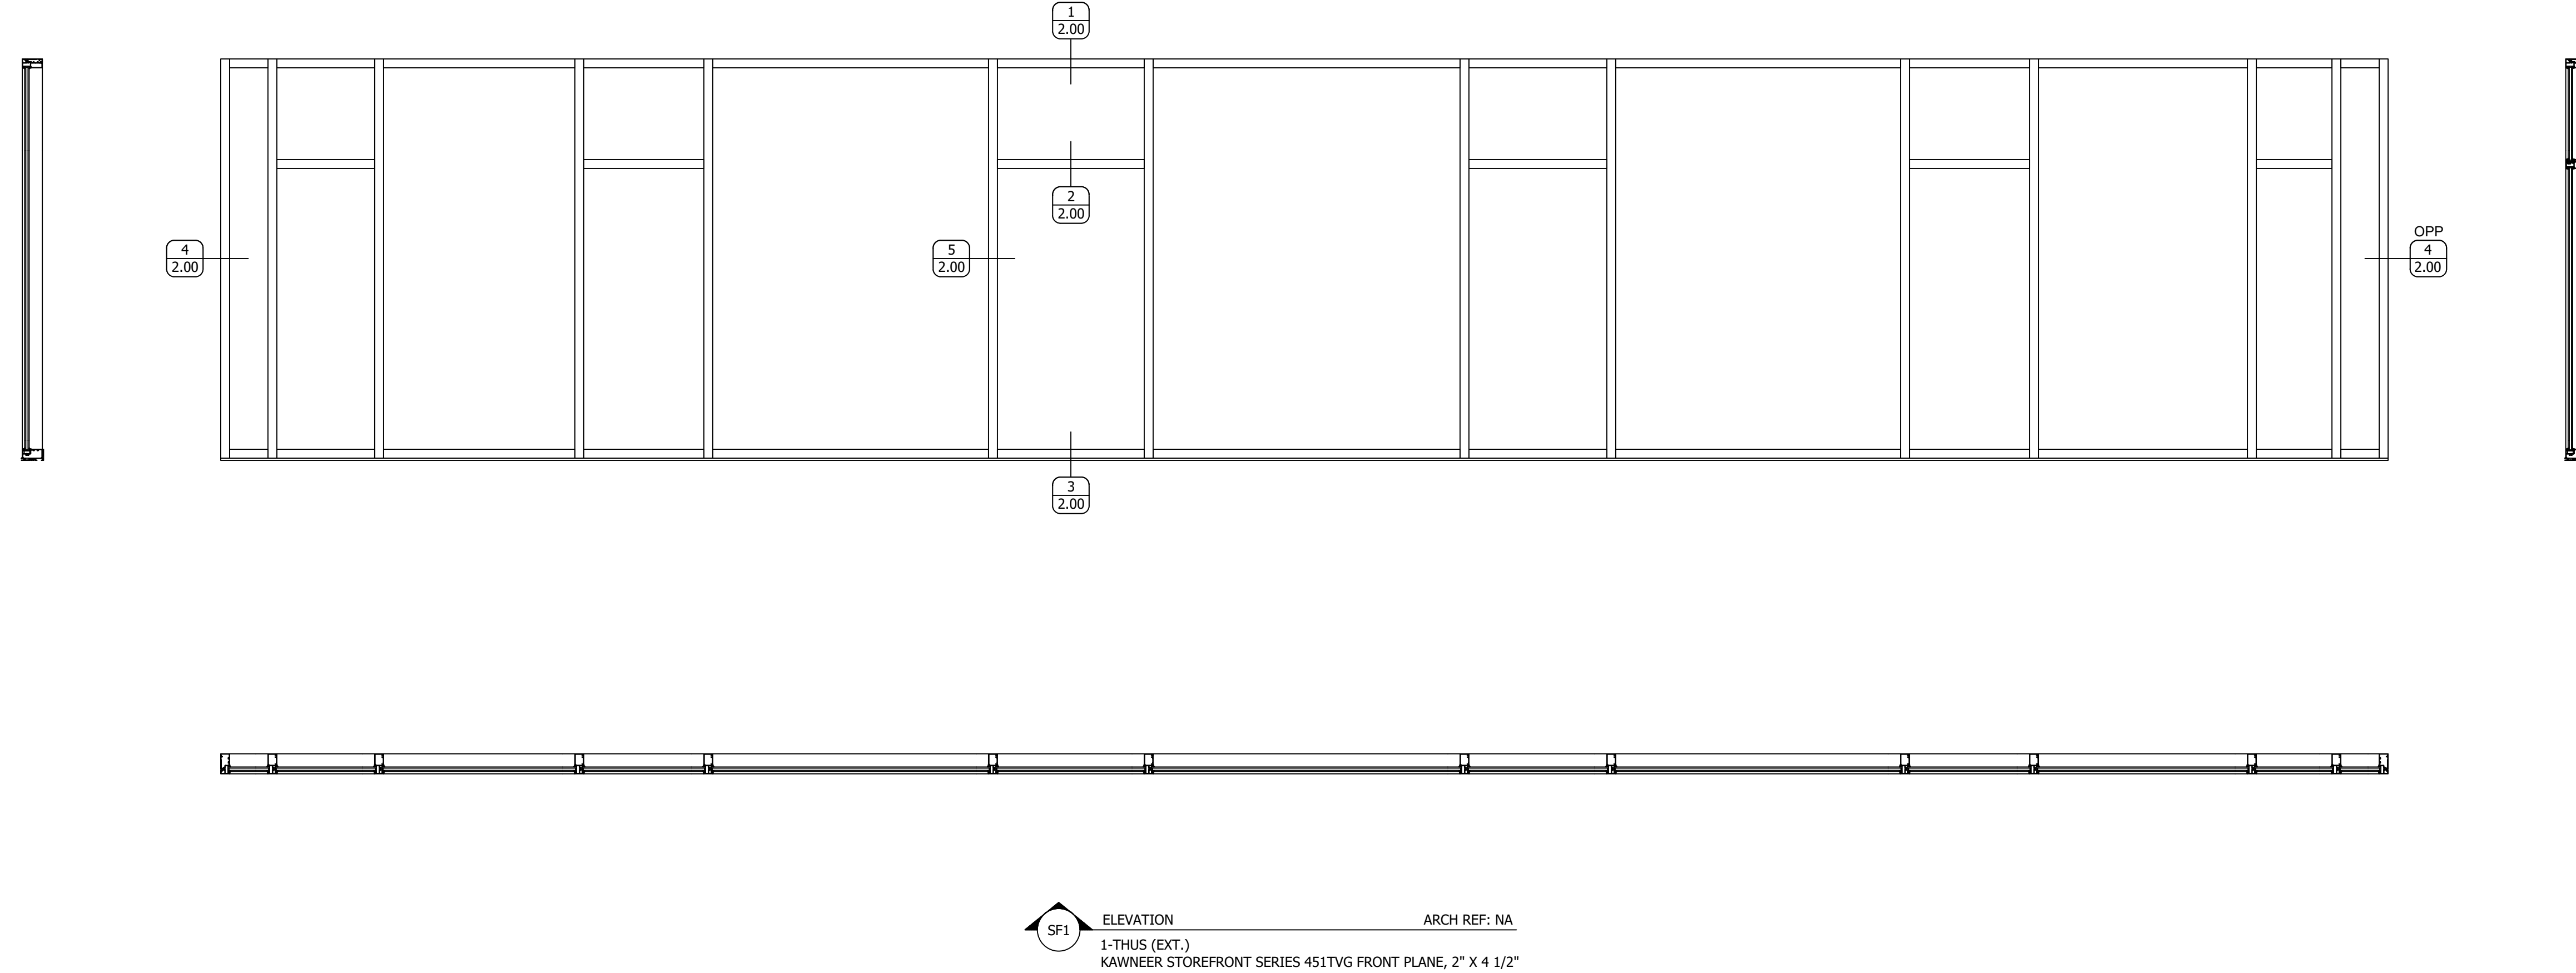 1
2.00
2
2.00
4
2.00
5
2.00
OPP
4
2.00
3
2.00
SF1
ELEVATION ARCH REF: NA
1-THUS (EXT.)
KAWNEER STOREFRONT SERIES 451TVG FRONT PLANE, 2" X 4 1/2"